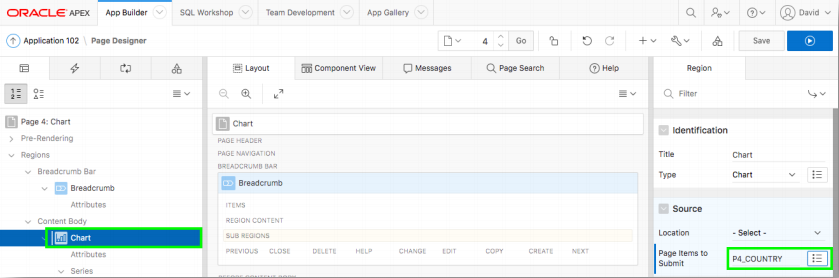 ORACLE APEX App Builder SQL Workshop Team Development App Gallery David
Application 102 \ Page Designer 4 Go Save
Layout Component View Messages Page Search Help Region
Filter
Page 4: Chart
Pre-Rendering
Regions
Breadcrumb Bar
Breadcrumb
Attributes
Content Body
Chart
Attributes
Series
Chart
PAGE HEADER
PAGE NAVIGATION
BREADCRUMB BAR
Breadcrumb
ITEMS
REGION CONTENT
SUB REGIONS
PREVIOUS CLOSE DELETE HELP CHANGE EDIT COPY CREATE NEXT
BEFORE CONTENT BODY
Identification
Title Chart
Type Chart
Source
Location - Select -
Page Items to
Submit P4_COUNTRY